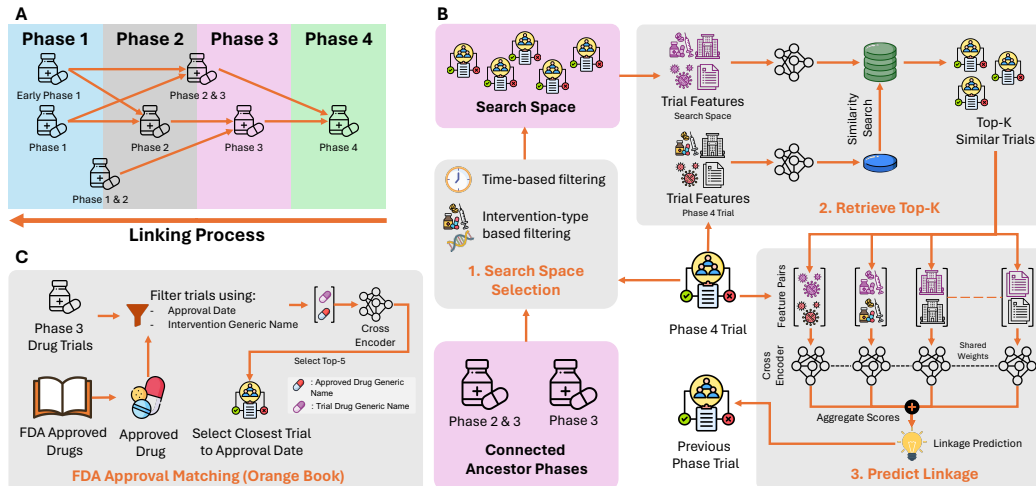 A
Phase 1
Phase 2
Phase 3
Phase 4
Early Phase 1
Phase 2 & 3
Phase 1
Phase 2
Phase 3
Phase 4
Phase 1 & 2
Linking Process
B
Search Space
Time-based filtering
Intervention-type
based filtering
1. Search Space
Selection
Phase 2 & 3
Phase 3
Connected
Ancestor Phases
Trial Features
Search Space
Similarity
Search
Top-K
Similar Trials
Trial Features
Phase 4 Trial
2. Retrieve Top-K
Phase 4 Trial
Previous
Phase Trial
Feature Pairs
Cross
Encoder
Shared
Weights
Aggregate Scores
+
Linkage Prediction
3. Predict Linkage
C
Phase 3
Drug Trials
Filter trials using:
- Approval Date
- Intervention Generic Name
Cross
Encoder
Select Top-5
: Approved Drug Generic
Name
: Trial Drug Generic Name
FDA Approved
Drugs
Approved
Drug
Select Closest Trial
to Approval Date
FDA Approval Matching (Orange Book)